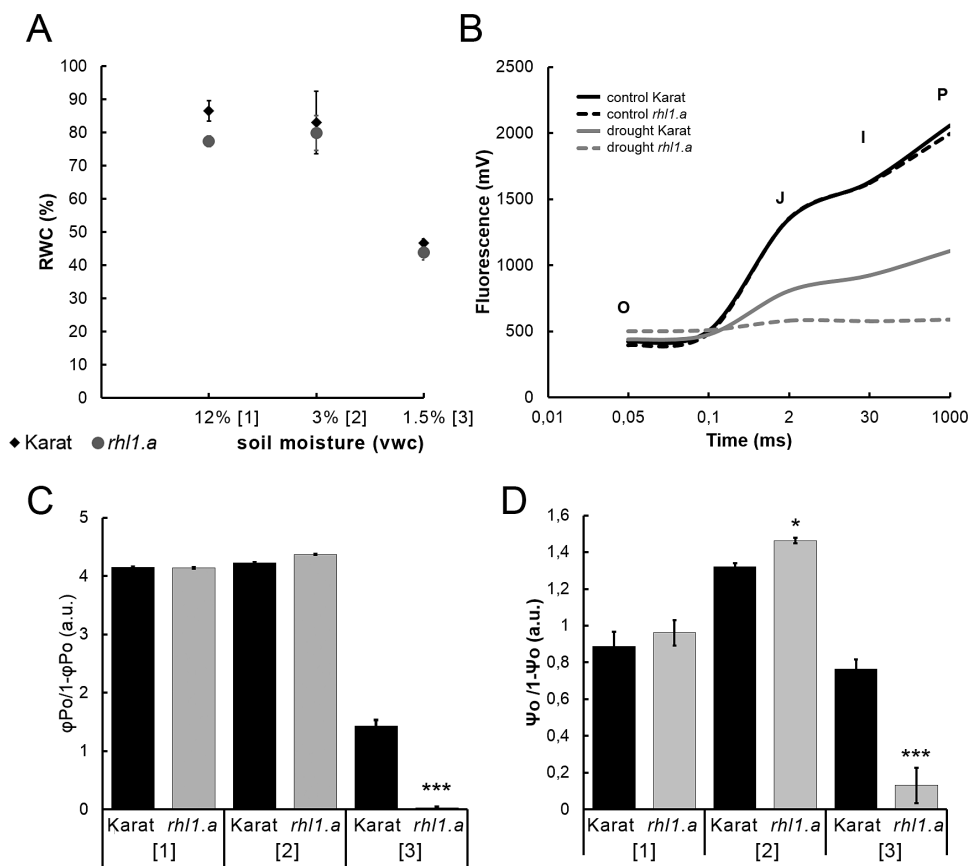 A
100
90
80
70
60
50
40
30
20
10
0
RWC (%)
12% [1] 3% [2] 1.5% [3]
soil moisture (vwc)
Karat rhl1.a
B
2500
2000
1500
1000
500
0
Fluorescence (mV)
control Karat
control rhl1.a
drought Karat
drought rhl1.a
O
J
I
P
0,01 0,05 0,1 2 30 1000
Time (ms)
C
5
4
3
2
1
0
φPo/1-φPo (a.u.)
***
Karat rhl1.a Karat rhl1.a Karat rhl1.a
[1] [2] [3]
D
1,6
1,4
1,2
1
0,8
0,6
0,4
0,2
0
Ψo /1-Ψo (a.u.)
*
***
Karat rhl1.a Karat rhl1.a Karat rhl1.a
[1] [2] [3]